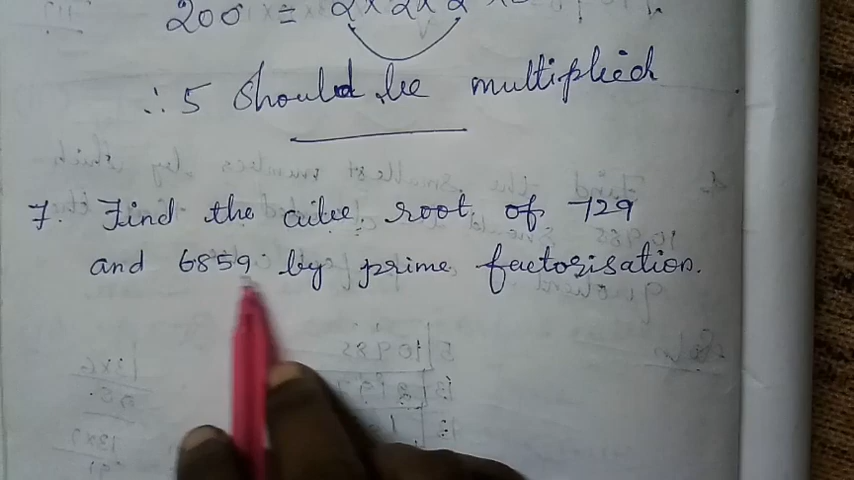 200 = 2 x 2 x 2 x
∴ 5 should be multiplied
7. Find the cube root of 729
and 6859 by prime factorisation.